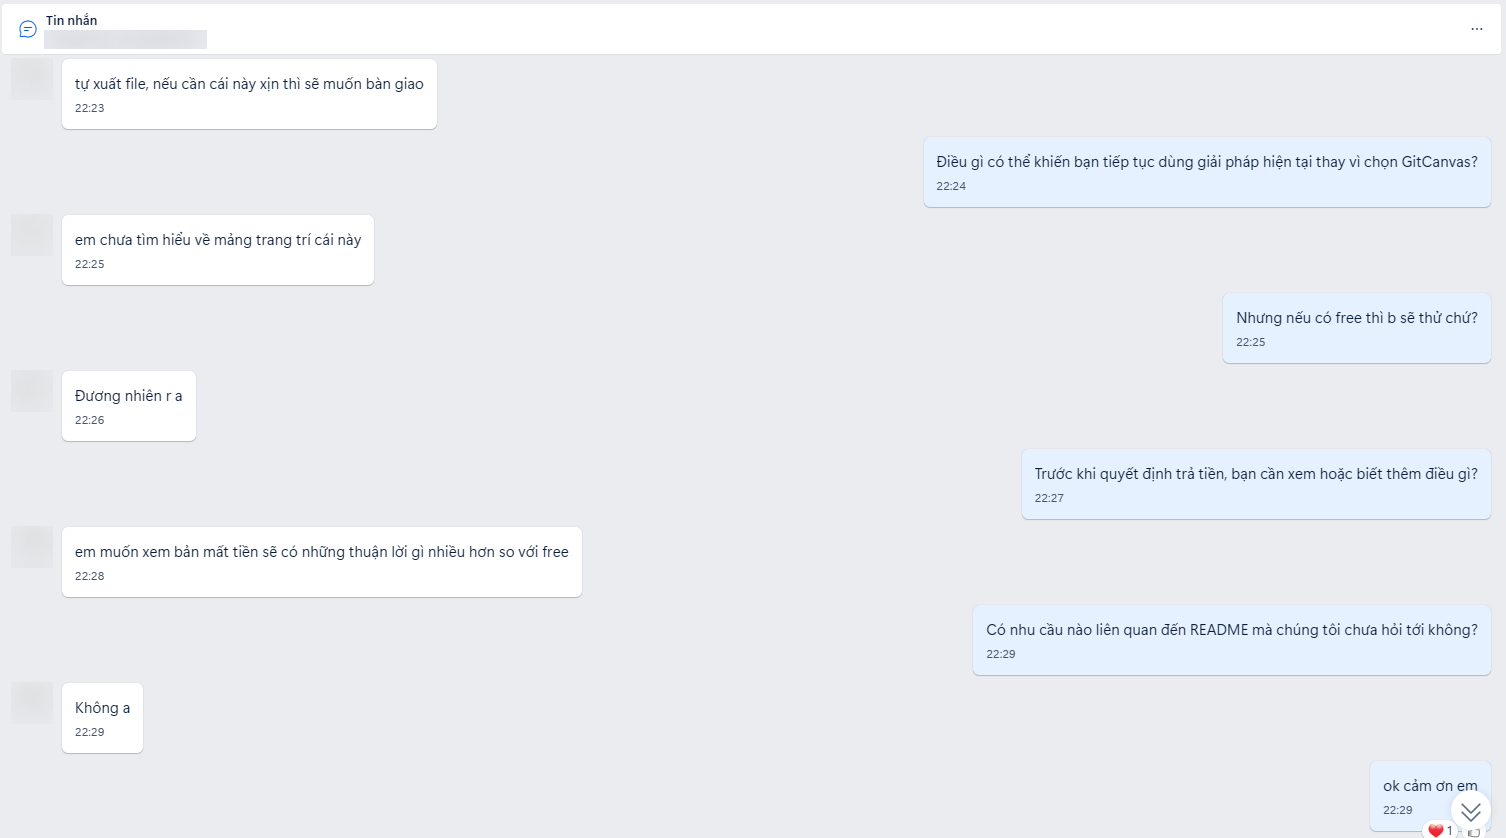 Tin nhắn
tự xuất file, nếu cần cái này xịn thì sẽ muốn bàn giao
22:23
Điều gì có thể khiến bạn tiếp tục dùng giải pháp hiện tại thay vì chọn GitCanvas?
22:24
em chưa tìm hiểu về mảng trang trí cái này
22:25
Nhưng nếu có free thì b sẽ thử chứ?
22:25
Đương nhiên r a
22:26
Trước khi quyết định trả tiền, bạn cần xem hoặc biết thêm điều gì?
22:27
em muốn xem bản mất tiền sẽ có những thuận lời gì nhiều hơn so với free
22:28
Có nhu cầu nào liên quan đến README mà chúng tôi chưa hỏi tới không?
22:29
Không a
22:29
ok cảm ơn em
22:29
1